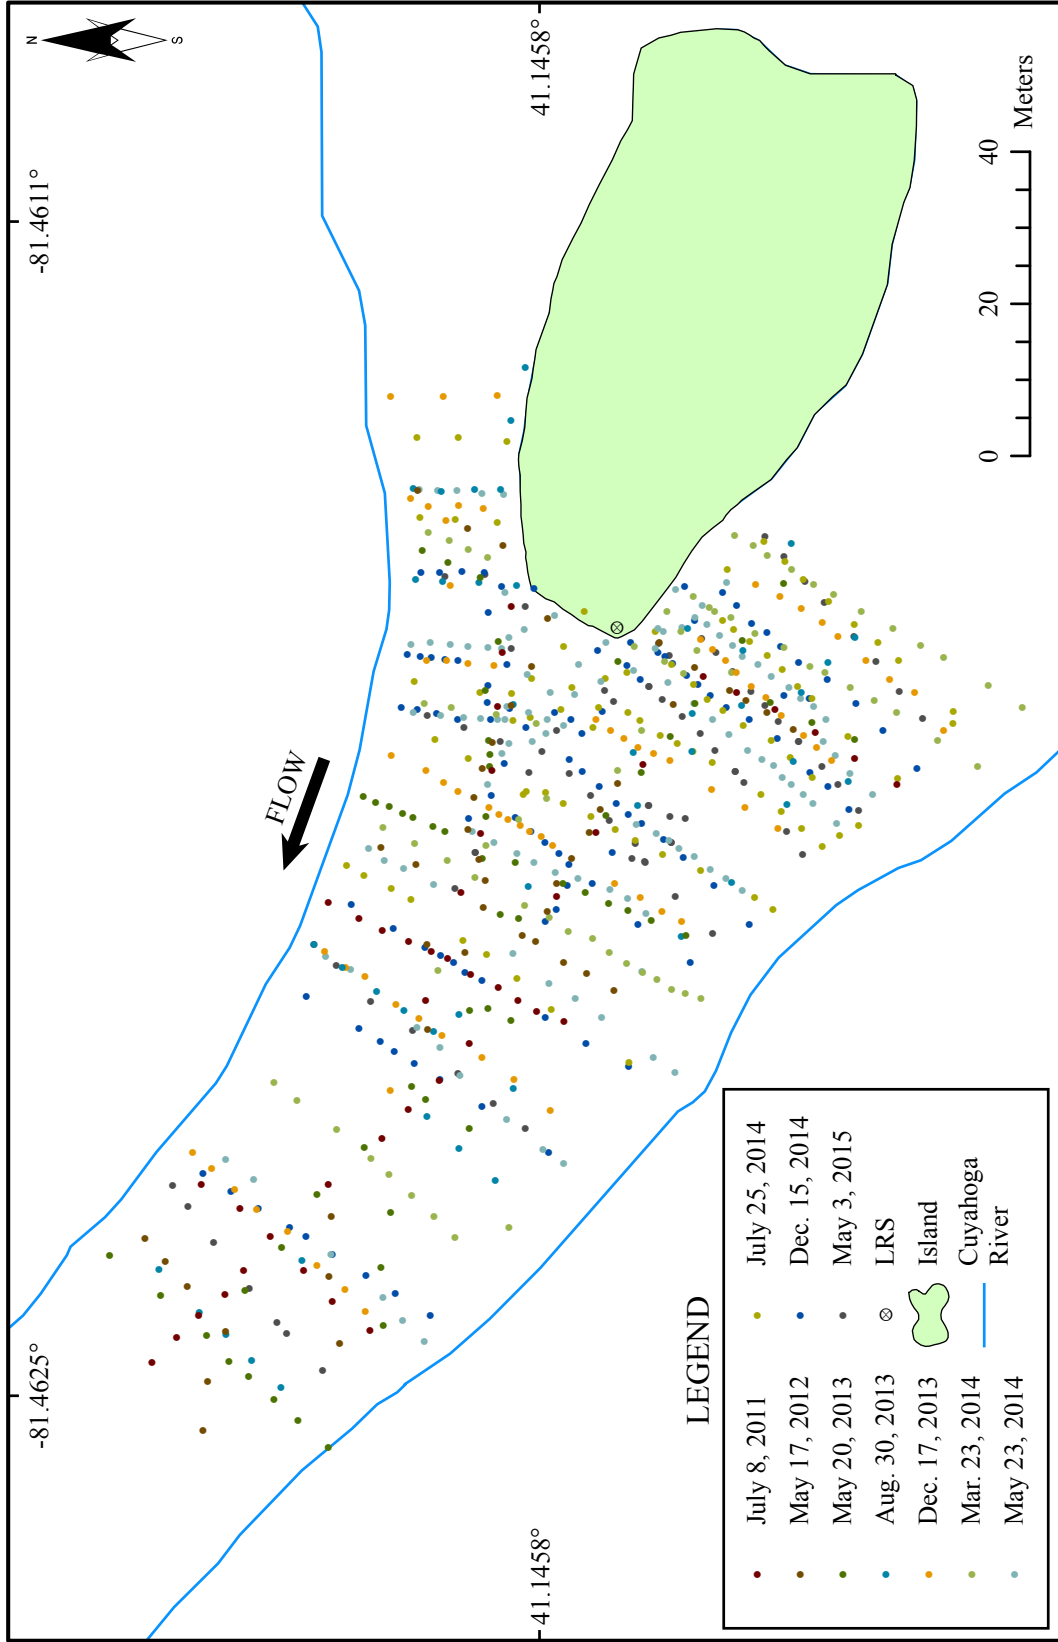 N
S
-81.4625°
-81.4611°
41.1458°
41.1458°
FLOW
LEGEND
July 8, 2011
May 17, 2012
May 20, 2013
Aug. 30, 2013
Dec. 17, 2013
Mar. 23, 2014
May 23, 2014
July 25, 2014
Dec. 15, 2014
May 3, 2015
LRS
Island
Cuyahoga
River
0
20
40
Meters